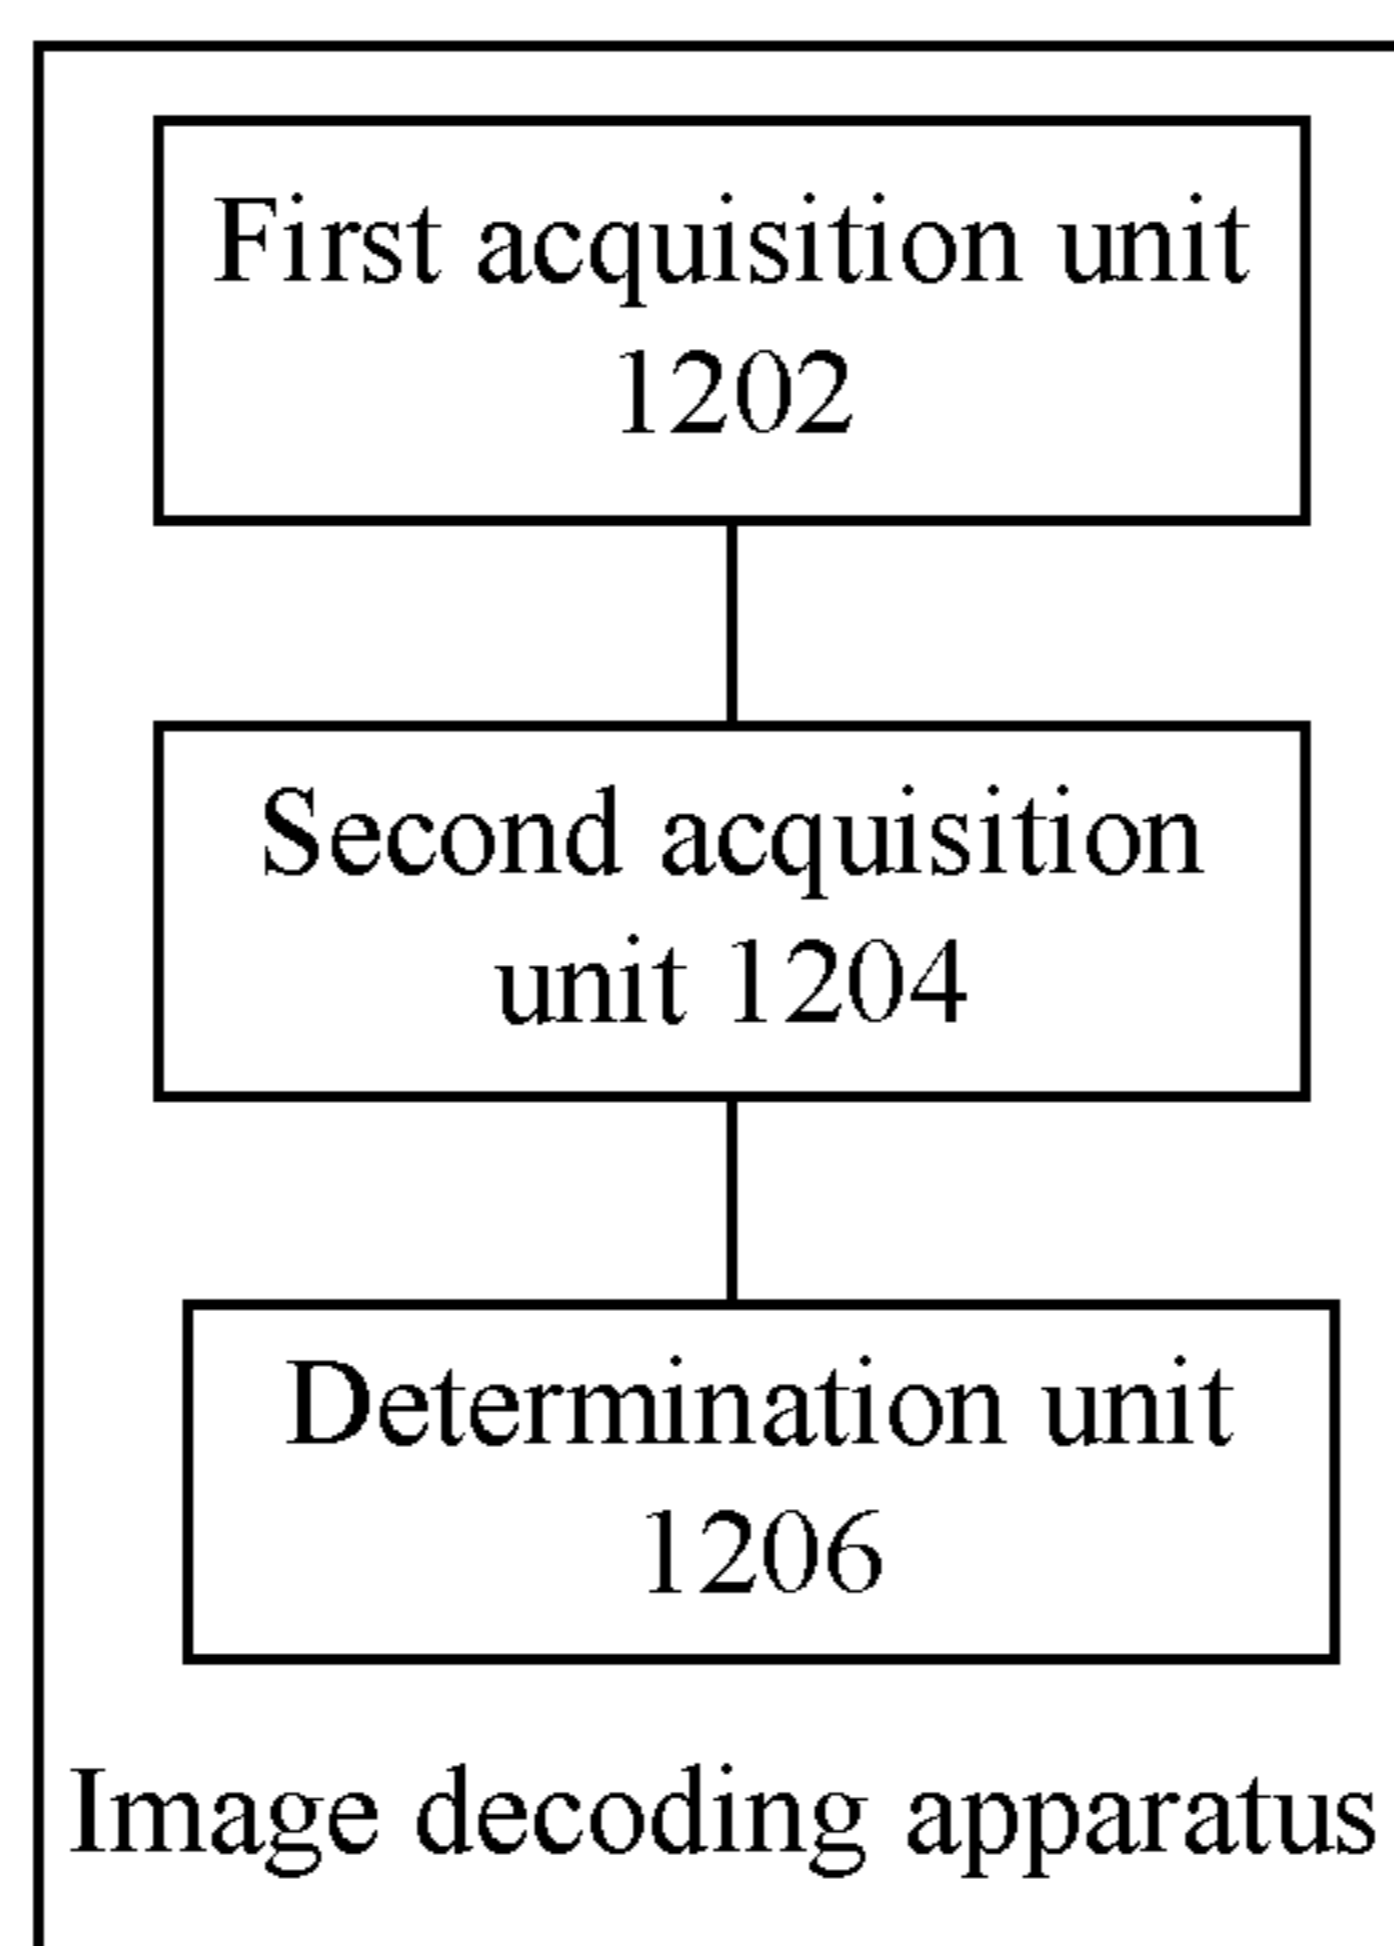 First acquisition unit
1202
Second acquisition
unit 1204
Determination unit
1206
Image decoding apparatus